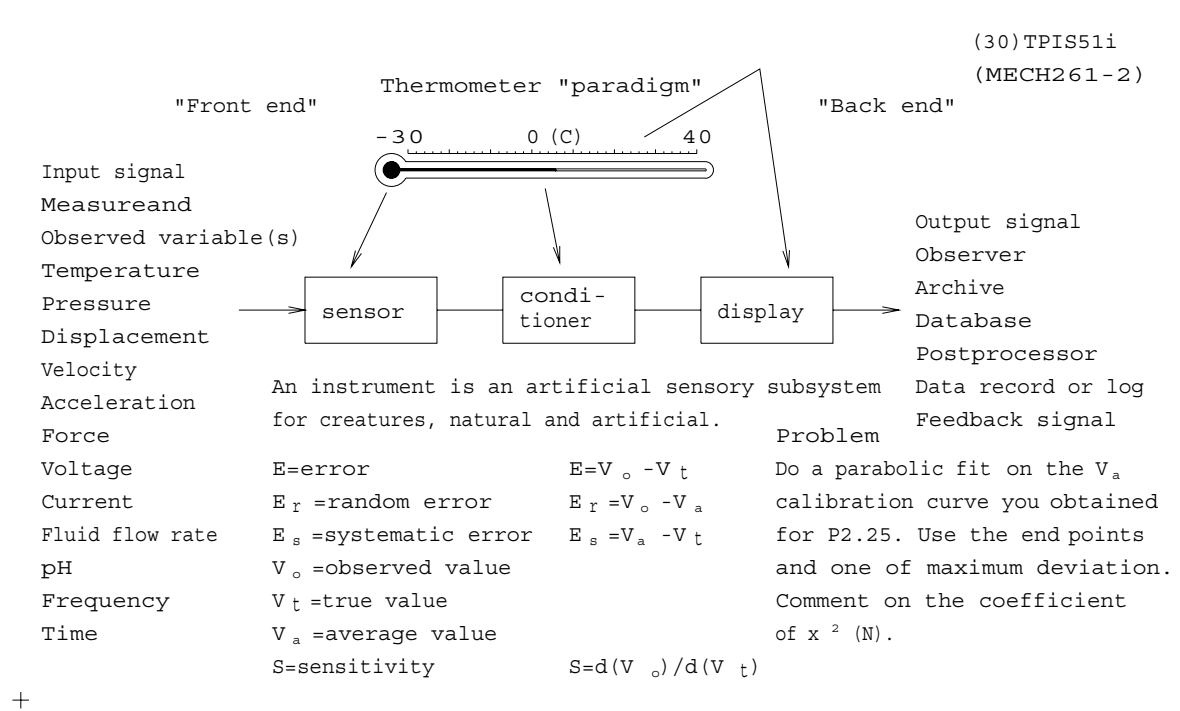 (30)TPIS51i
(MECH261-2)
Thermometer "paradigm"
"Front end"
"Back end"
-30 0 (C) 40
Input signal
Measureand
Observed variable(s)
Temperature
Pressure
Displacement
Velocity
Acceleration
Force
Voltage
Current
Fluid flow rate
pH
Frequency
Time
sensor
condi-
tioner
display
Output signal
Observer
Archive
Database
Postprocessor
Data record or log
Feedback signal
An instrument is an artificial sensory subsystem
for creatures, natural and artificial.
E=error E=V o -V t
E r =random error E r =V o -V a
E s =systematic error E s =V a -V t
V o =observed value
V t =true value
V a =average value
S=sensitivity S=d(V o)/d(V t)
Problem
Do a parabolic fit on the V a
calibration curve you obtained
for P2.25. Use the end points
and one of maximum deviation.
Comment on the coefficient
of x 2 (N).
+